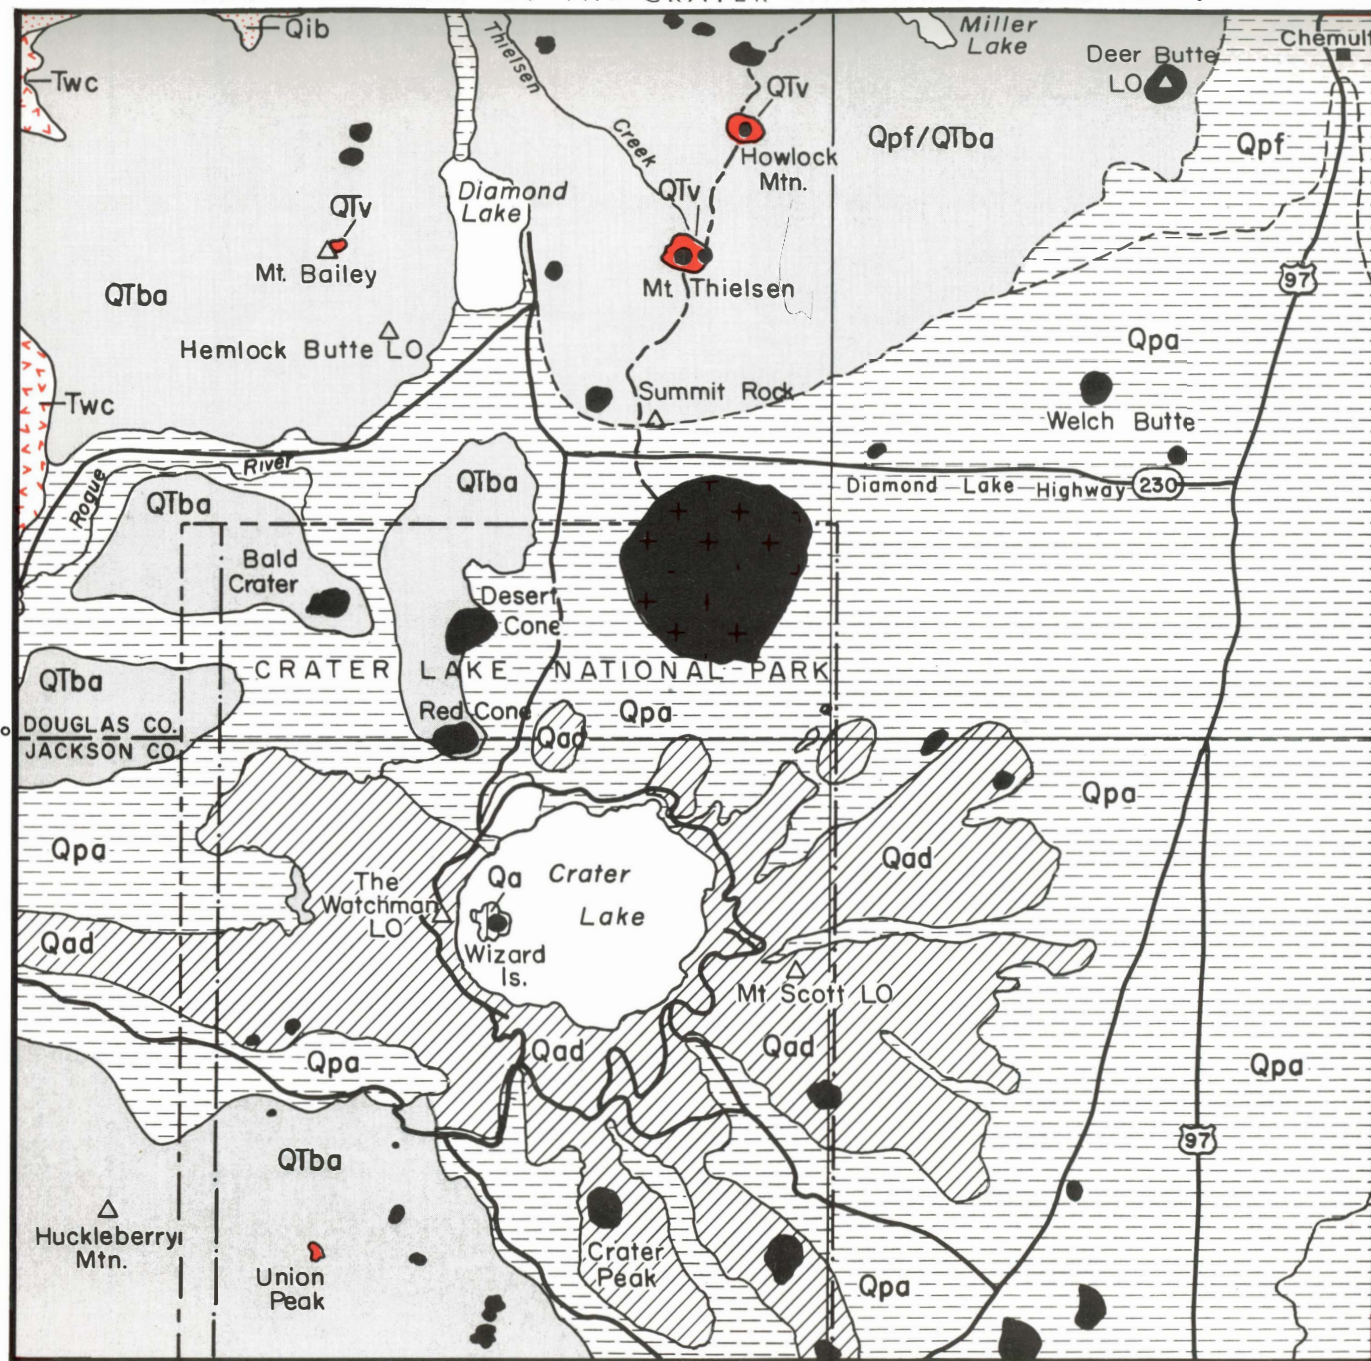 Qib
Thielsen
Creek
Miller
Lake
Deer Butte
LO
Chemult
Twc
QTv
Howlock
Mtn.
Qpf/QTba
Qpf
QTv
Diamond
Lake
QTv
Mt. Bailey
Mt. Thielsen
97
QTba
Hemlock Butte LO
Qpa
Summit Rock
Twc
Welch Butte
Rogue
River
QTba
QTba
Diamond Lake Highway 230
Bald
Crater
Desert
Cone
CRATER LAKE NATIONAL PARK
QTba
Red Cone
Qpa
DOUGLAS CO.
JACKSON CO.
Qad
Qpa
Qpa
Qad
The
Watchman
LO
Qa
Crater
Lake
Wizard
Is.
Qad
Mt Scott LO
Qad
Qad
Qpa
Qpa
97
QTba
Huckleberry
Mtn.
Union
Peak
Crater
Peak
Qpa